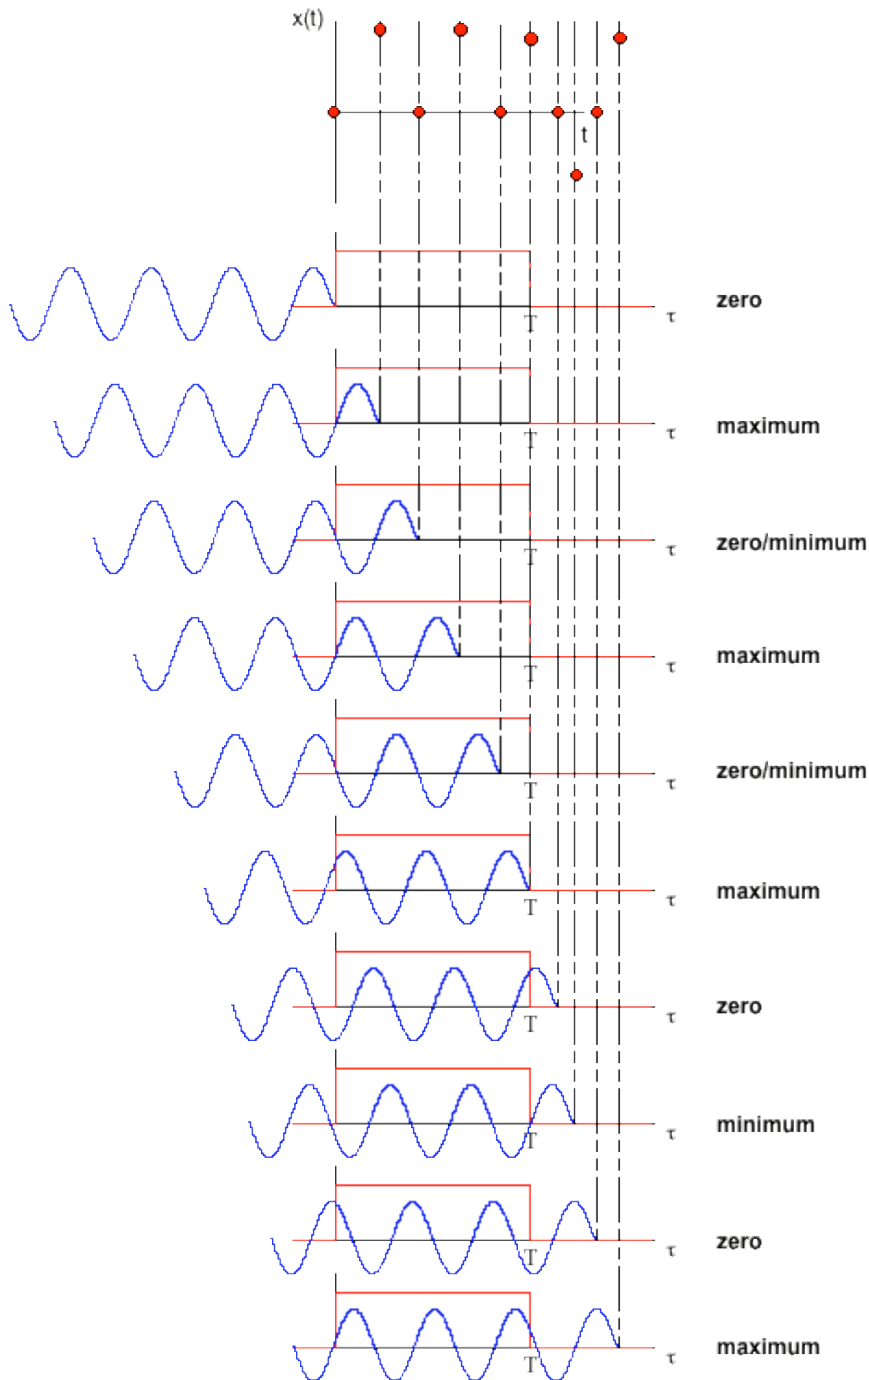 x(t)
t
T τ zero
T τ maximum
T τ zero/minimum
T τ maximum
T τ zero/minimum
T τ maximum
T τ zero
T τ minimum
T τ zero
T τ maximum